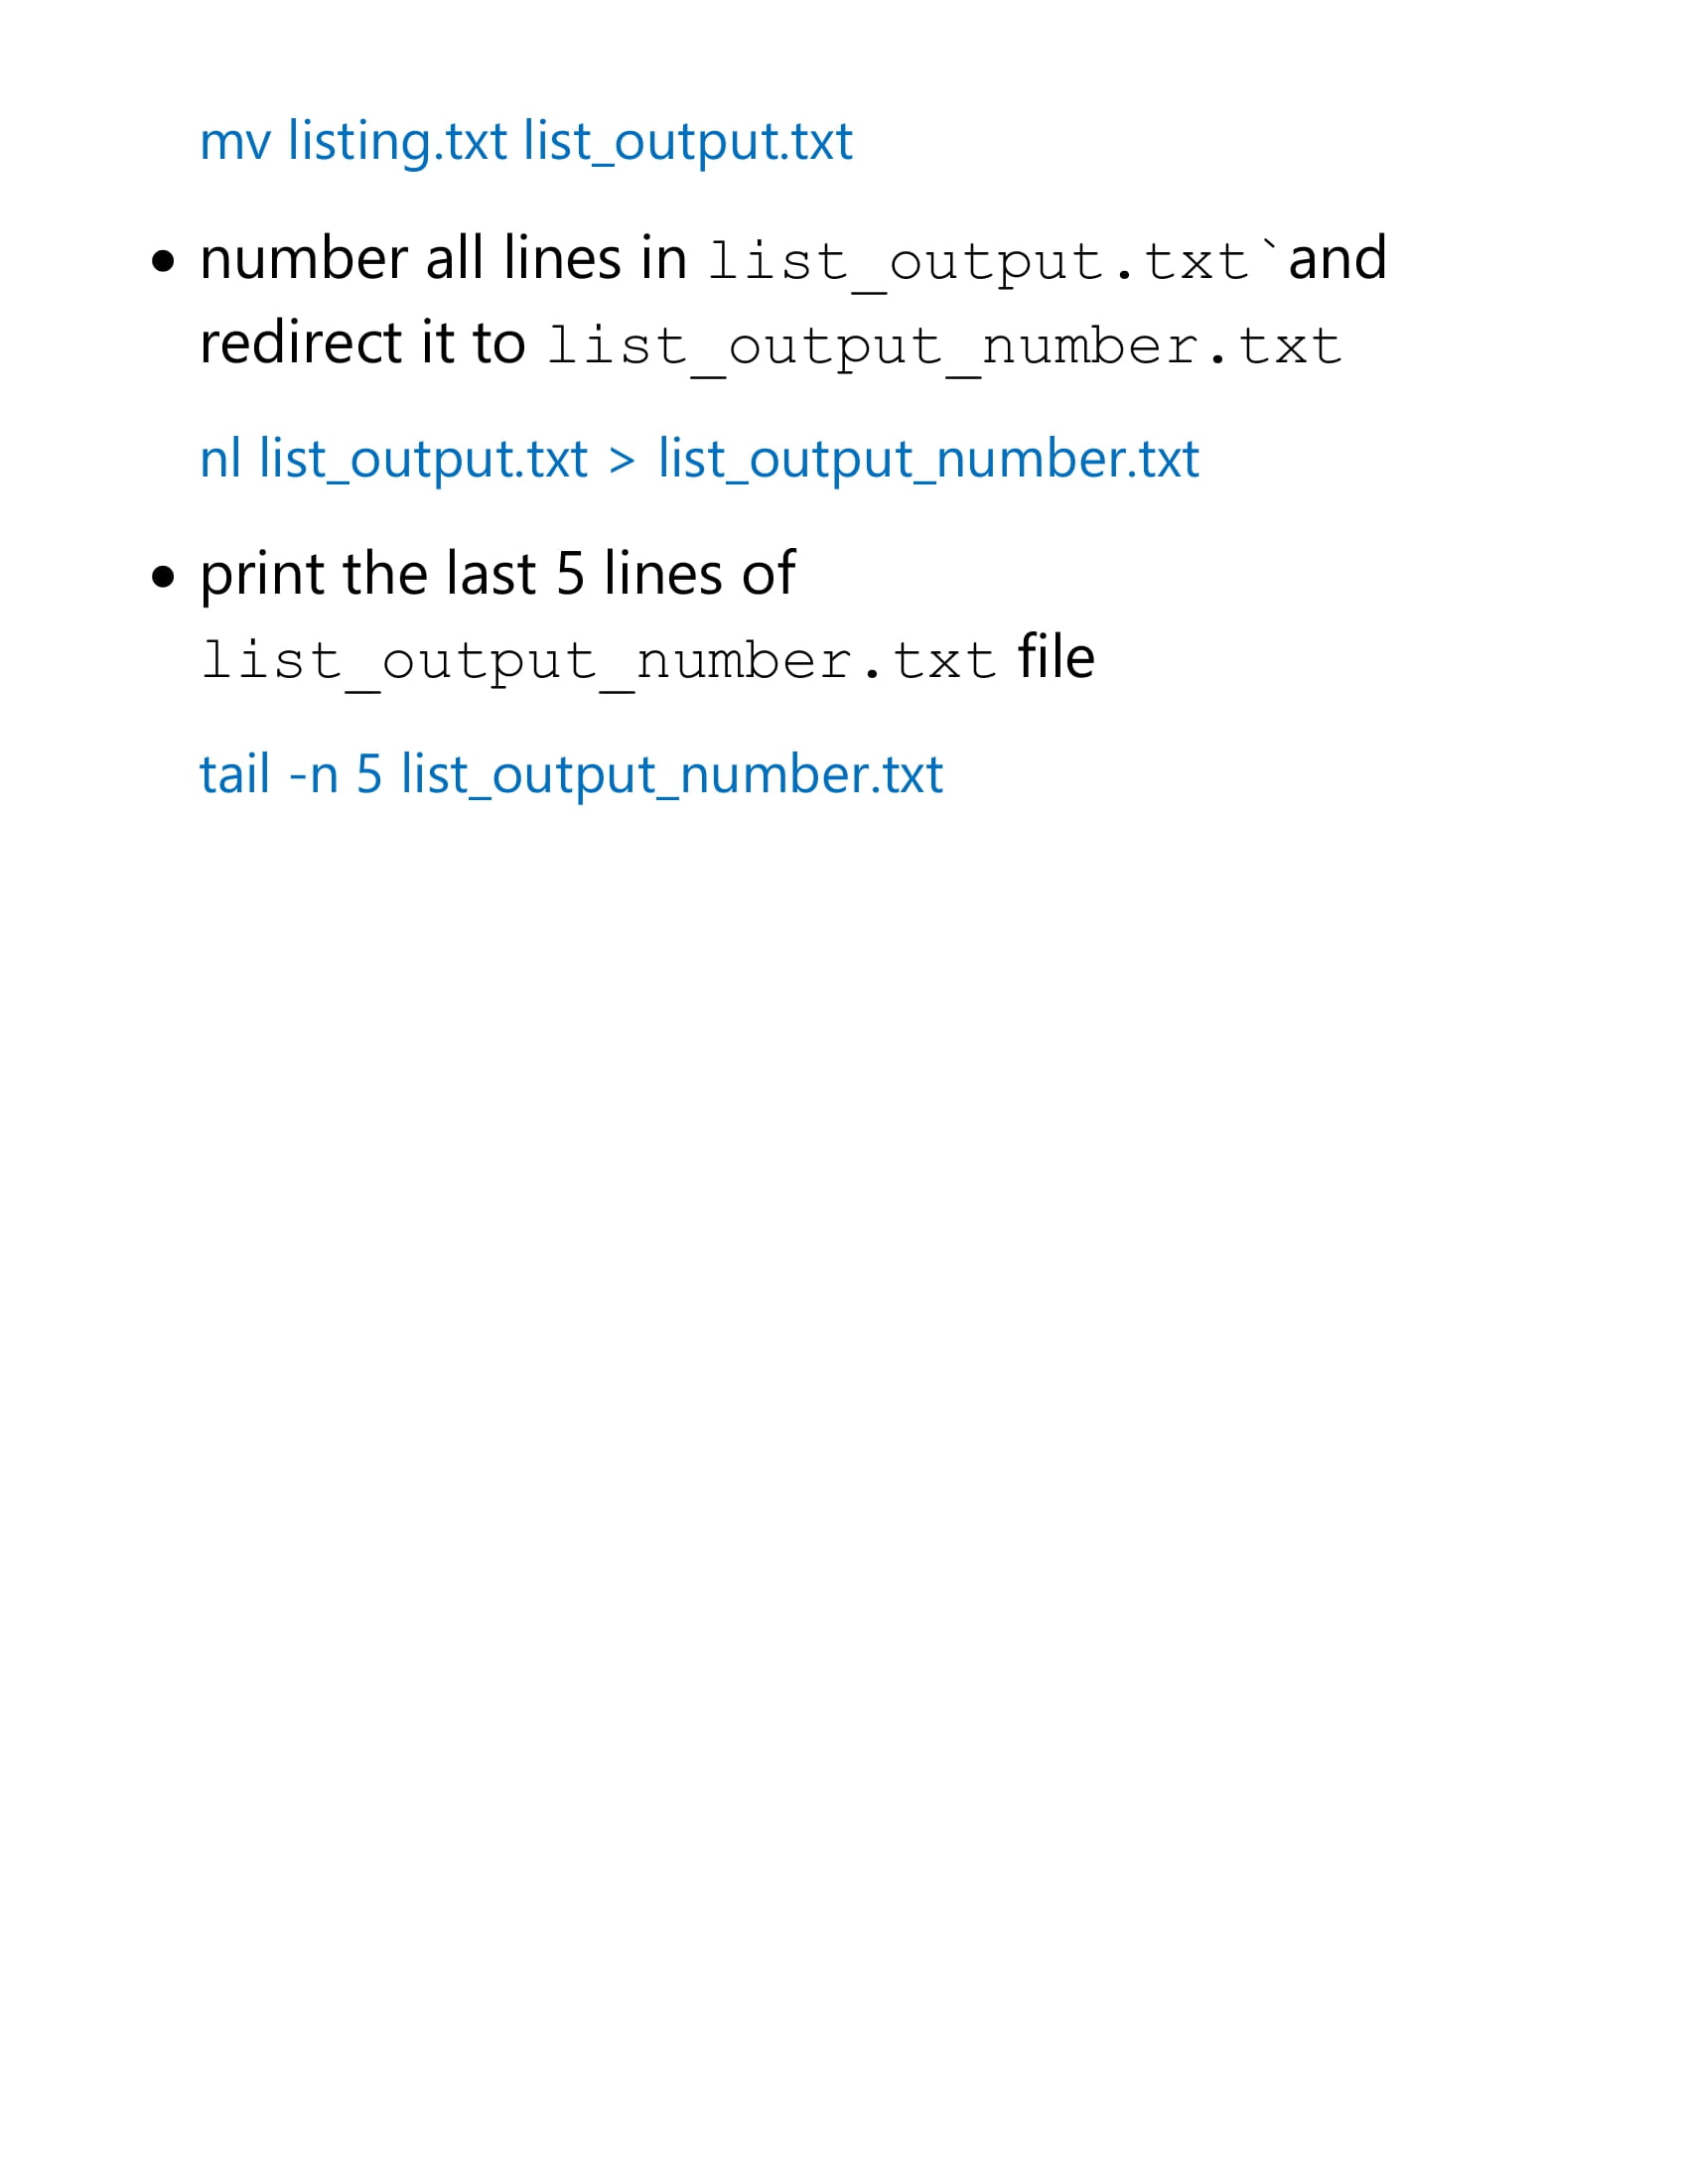 mv listing.txt list_output.txt
• number all lines in list_output.txt`and
redirect it to list_output_number.txt
nl list_output.txt > list_output_number.txt
• print the last 5 lines of
list_output_number.txt file
tail -n 5 list_output_number.txt